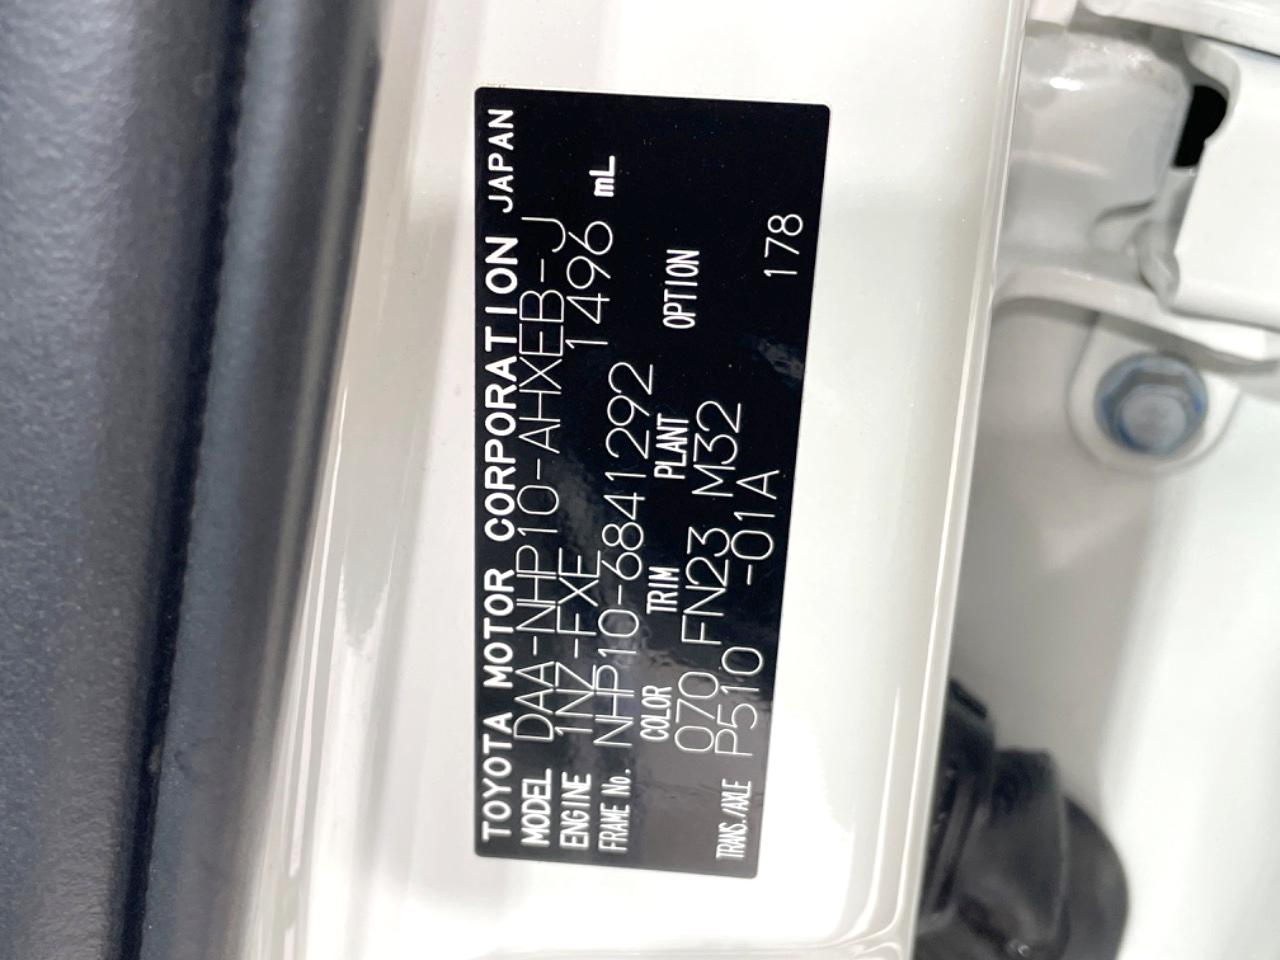 TOYOTA MOTOR CORPORATION JAPAN
MODEL DAA-NHP10-AHXEB-J
ENGINE 1NZ-FXE 1496 mL
FRAME No. NHP10-6841292
COLOR TRIM PLANT OPTION
070 FN23 M32
TRANS./AXLE P510 -01A 178